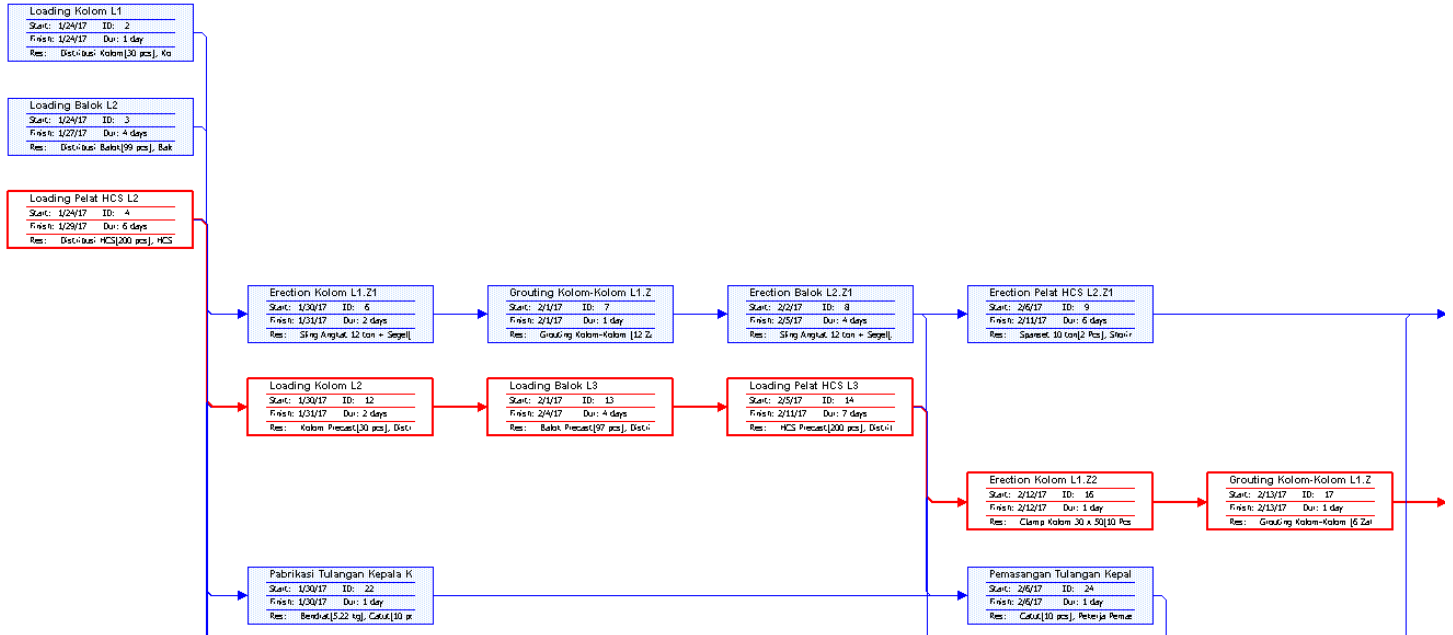 Loading Kolom L1
Start: 1/24/17 ID: 2
Finish: 1/24/17 Dur: 1 day
Res: Distribusi Kolom[30 pcs], Ko
Loading Balok L2
Start: 1/24/17 ID: 3
Finish: 1/27/17 Dur: 4 days
Res: Distribusi Balok[99 pcs], Balo
Loading Pelat HCS L2
Start: 1/24/17 ID: 4
Finish: 1/29/17 Dur: 6 days
Res: Distribusi HCS[200 pcs], HCS
Erection Kolom L1.Z1
Start: 1/30/17 ID: 6
Finish: 1/31/17 Dur: 2 days
Res: Sling Angkat 12 ton + Segel[
Grouting Kolom-Kolom L1.Z
Start: 2/1/17 ID: 7
Finish: 2/1/17 Dur: 1 day
Res: Grouting Kolom-Kolom [12 Za
Erection Balok L2.Z1
Start: 2/2/17 ID: 8
Finish: 2/5/17 Dur: 4 days
Res: Sling Angkat 12 ton + Segel[
Erection Pelat HCS L2.Z1
Start: 2/6/17 ID: 9
Finish: 2/11/17 Dur: 6 days
Res: Spanset 10 ton[2 Pcs], Shorin
Loading Kolom L2
Start: 1/30/17 ID: 12
Finish: 1/31/17 Dur: 2 days
Res: Kolom Precast[30 pcs], Distri
Loading Balok L3
Start: 2/1/17 ID: 13
Finish: 2/4/17 Dur: 4 days
Res: Balok Precast[97 pcs], Distri
Loading Pelat HCS L3
Start: 2/5/17 ID: 14
Finish: 2/11/17 Dur: 7 days
Res: HCS Precast[200 pcs], Distri
Erection Kolom L1.Z2
Start: 2/12/17 ID: 16
Finish: 2/12/17 Dur: 1 day
Res: Clamp Kolom 30 x 50[10 Pcs
Grouting Kolom-Kolom L1.Z
Start: 2/13/17 ID: 17
Finish: 2/13/17 Dur: 1 day
Res: Grouting Kolom-Kolom [6 Zak
Pabrikasi Tulangan Kepala K
Start: 1/30/17 ID: 22
Finish: 1/30/17 Dur: 1 day
Res: Bendrat[5.22 kg], Catut[10 pc
Pemasangan Tulangan Kepal
Start: 2/6/17 ID: 24
Finish: 2/6/17 Dur: 1 day
Res: Catut[10 pcs], Pekerja Pemas